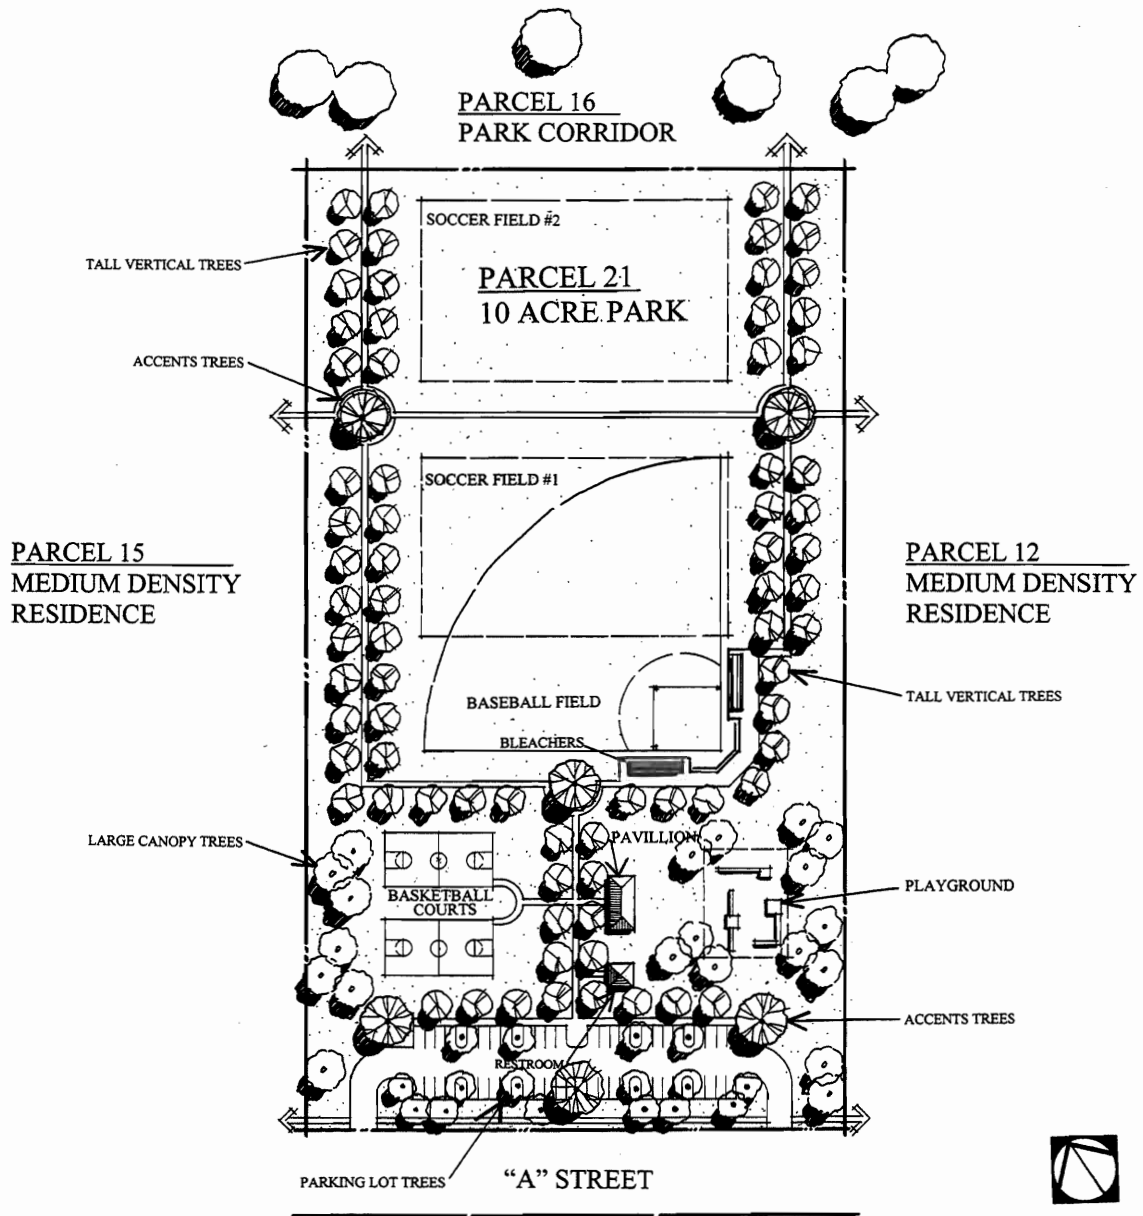 PARCEL 16
PARK CORRIDOR
SOCCER FIELD #2
TALL VERTICAL TREES
PARCEL 21
10 ACRE PARK
ACCENTS TREES
SOCCER FIELD #1
PARCEL 15
MEDIUM DENSITY
RESIDENCE
PARCEL 12
MEDIUM DENSITY
RESIDENCE
BASEBALL FIELD
TALL VERTICAL TREES
BLEACHERS
LARGE CANOPY TREES
PAVILLION
BASKETBALL
COURTS
PLAYGROUND
ACCENTS TREES
RESTROOM
PARKING LOT TREES
"A" STREET